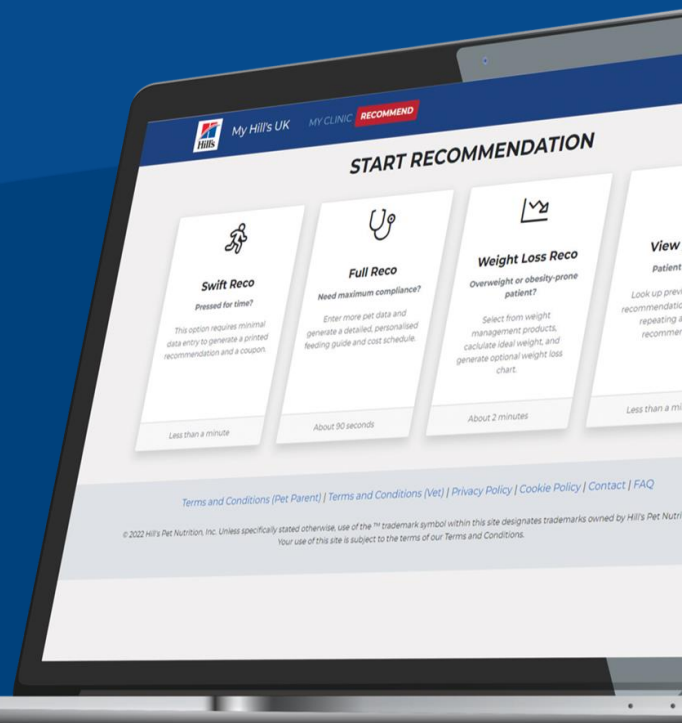 Hill's
My Hill's UK
MY CLINIC
RECOMMEND
START RECOMMENDATION
Swift Reco
Pressed for time?
This option requires minimal
data entry to generate a printed
recommendation and a coupon.
Less than a minute
Full Reco
Need maximum compliance?
Enter more pet data and
generate a detailed, personalised
feeding guide and cost schedule.
About 90 seconds
Weight Loss Reco
Overweight or obesity-prone
patient?
Select from weight
management products,
caclulate ideal weight, and
generate optional weight loss
chart.
About 2 minutes
View
Patient
Look up
repeating
Less than a
Terms and Conditions (Pet Parent) | Terms and Conditions (Vet) | Privacy Policy | Cookie Policy | Contact | FAQ
© 2022 Hill's Pet Nutrition, Inc. Unless specifically stated otherwise, use of the ™ trademark symbol within this site designates trademarks owned by Hill's Pet
Your use of this site is subject to the terms of our Terms and Conditions.